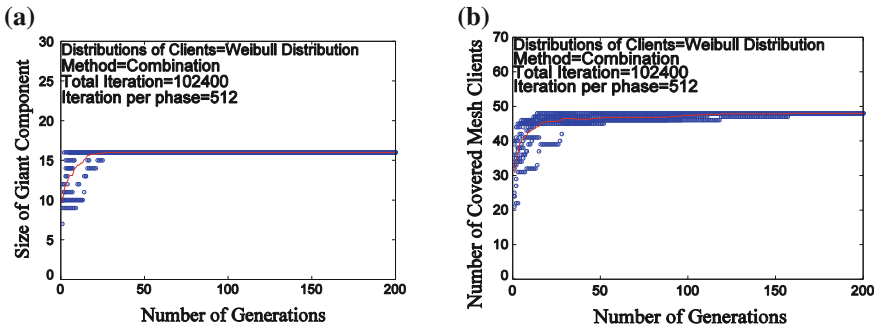 (a)
30
25
20
15
10
5
0
Size of Giant Component
Distributions of Clients=Weibull Distribution
Method=Combination
Total Iteration=102400
Iteration per phase=512
0 50 100 150 200
Number of Generations
(b)
70
60
50
40
30
20
10
0
Number of Covered Mesh Clients
Distributions of Clients=Weibull Distribution
Method=Combination
Total Iteration=102400
Iteration per phase=512
0 50 100 150 200
Number of Generations